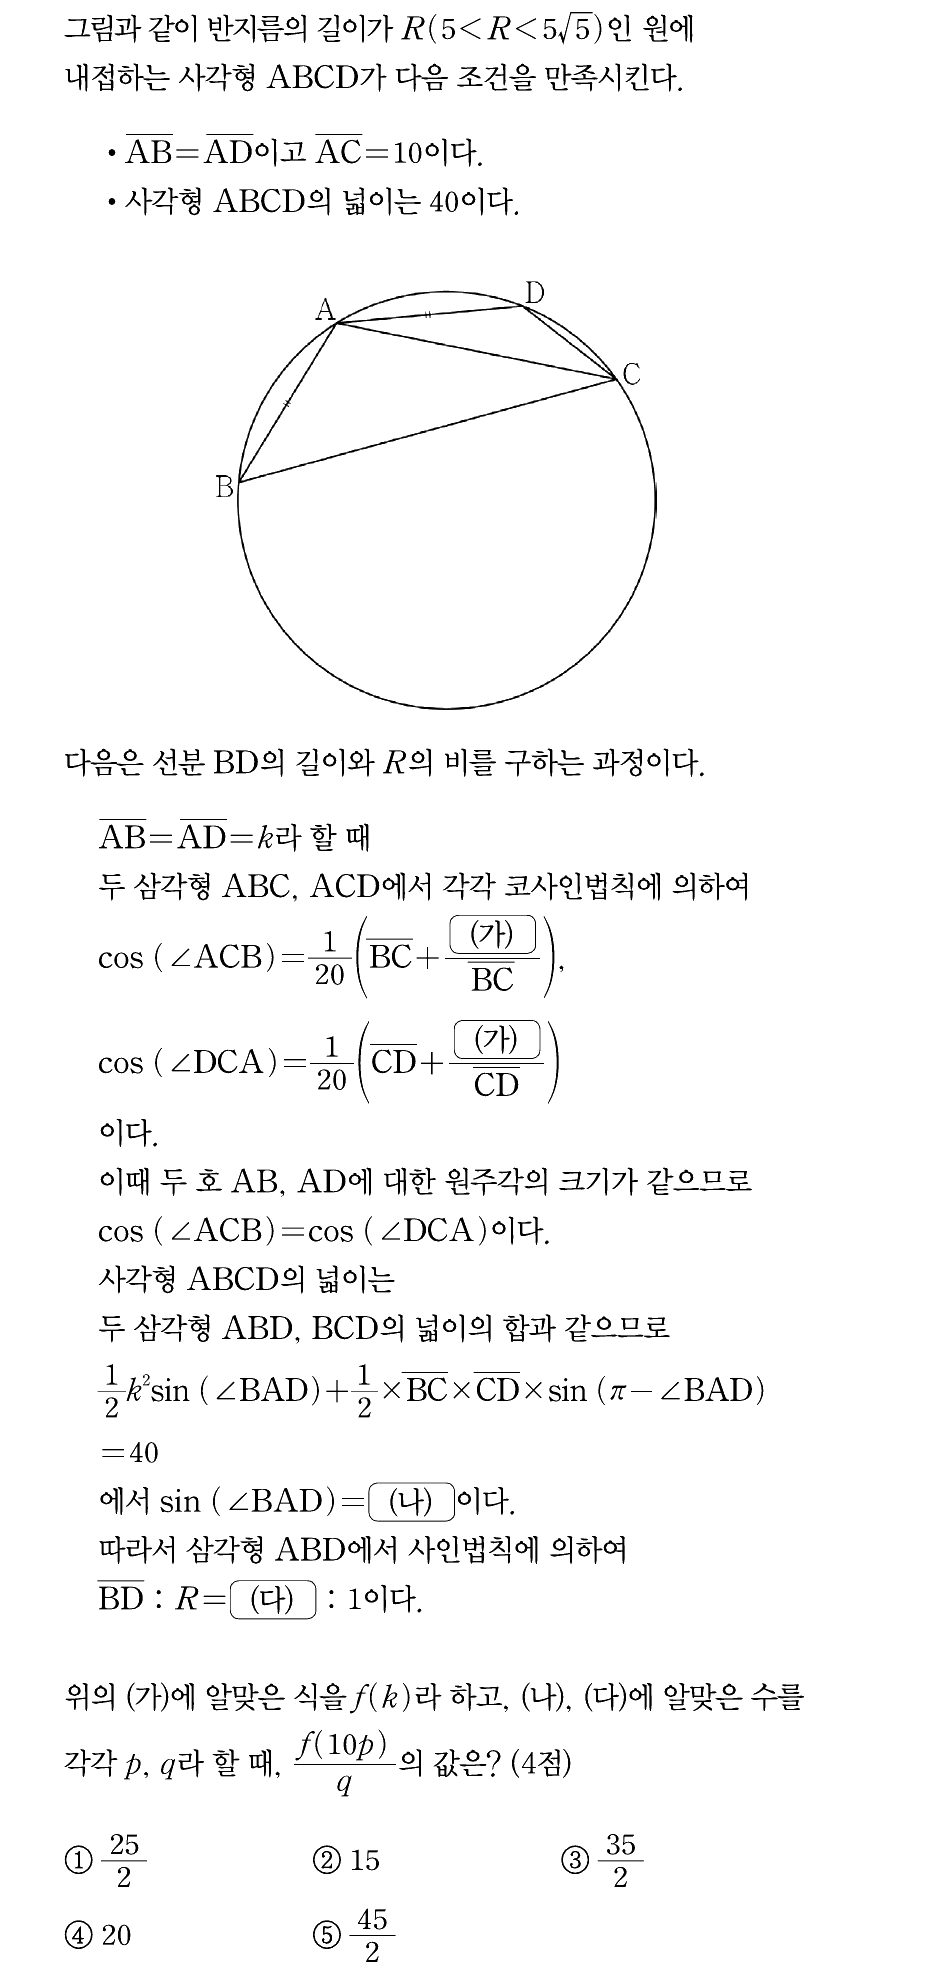 그림과 같이 반지름의 길이가 R(5<R<5√5)인 원에
내접하는 사각형 ABCD가 다음 조건을 만족시킨다.
• AB=AD이고 AC=10이다.
• 사각형 ABCD의 넓이는 40이다.
A
D
C
B
다음은 선분 BD의 길이와 R의 비를 구하는 과정이다.
AB=AD=k라 할 때
두 삼각형 ABC, ACD에서 각각 코사인법칙에 의하여
cos (∠ACB)=1/20(BC+(가)/BC),
cos (∠DCA)=1/20(CD+(가)/CD)
이다.
이때 두 호 AB, AD에 대한 원주각의 크기가 같으므로
cos (∠ACB)=cos (∠DCA)이다.
사각형 ABCD의 넓이는
두 삼각형 ABD, BCD의 넓이의 합과 같으므로
1/2k²sin (∠BAD)+1/2×BC×CD×sin (π−∠BAD)
=40
에서 sin (∠BAD)=(나)이다.
따라서 삼각형 ABD에서 사인법칙에 의하여
BD : R=(다) : 1이다.
위의 (가)에 알맞은 식을 f(k)라 하고, (나), (다)에 알맞은 수를
각각 p, q라 할 때, f(10p)/q의 값은? (4점)
① 25/2 ② 15 ③ 35/2
④ 20 ⑤ 45/2